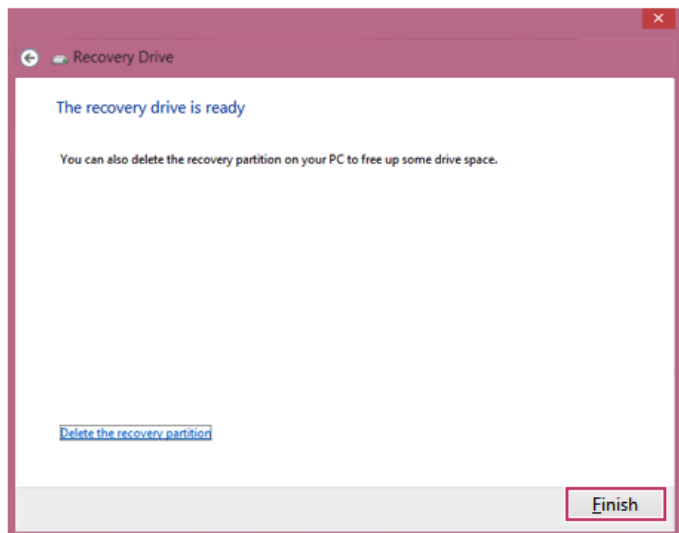 Recovery Drive
The recovery drive is ready
You can also delete the recovery partition on your PC to free up some drive space.
Delete the recovery partition
Finish